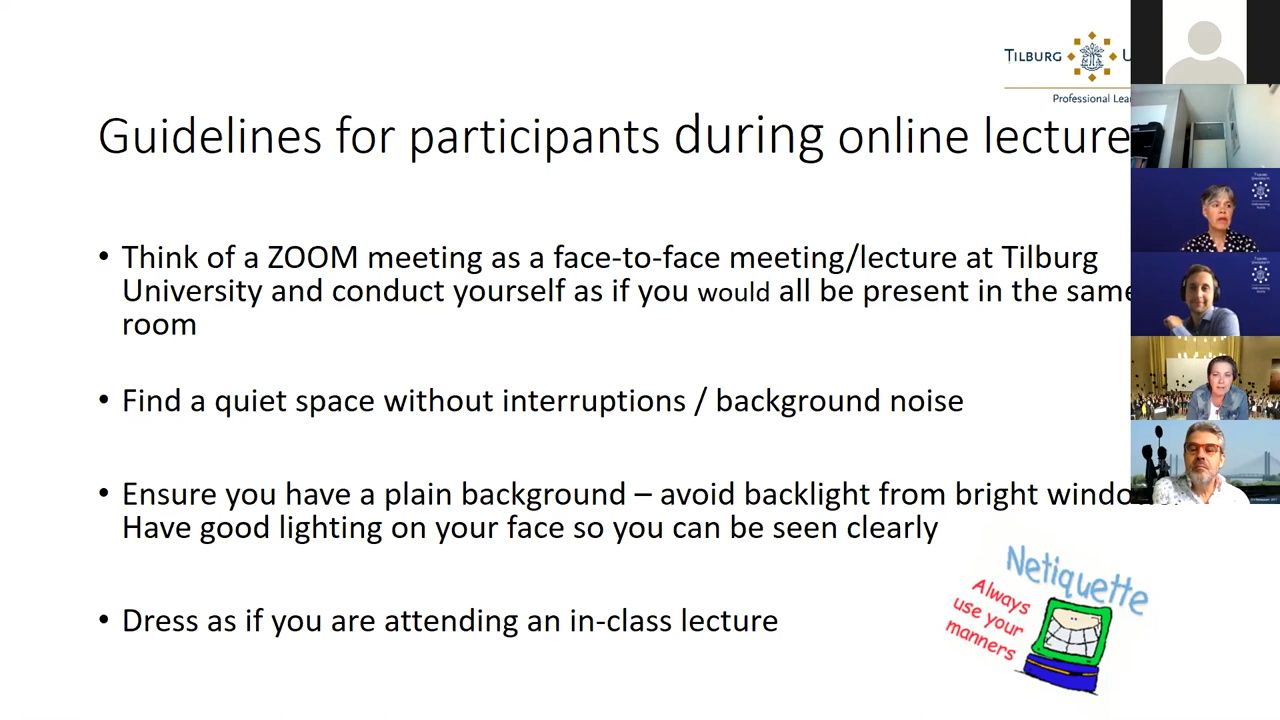 TILBURG
Professional
Guidelines for participants during online lecture
• Think of a ZOOM meeting as a face-to-face meeting/lecture at Tilburg
University and conduct yourself as if you would all be present in the same
room
• Find a quiet space without interruptions / background noise
• Ensure you have a plain background – avoid backlight from bright
Have good lighting on your face so you can be seen clearly
• Dress as if you are attending an in-class lecture
Netiquette
Always
use your
manners